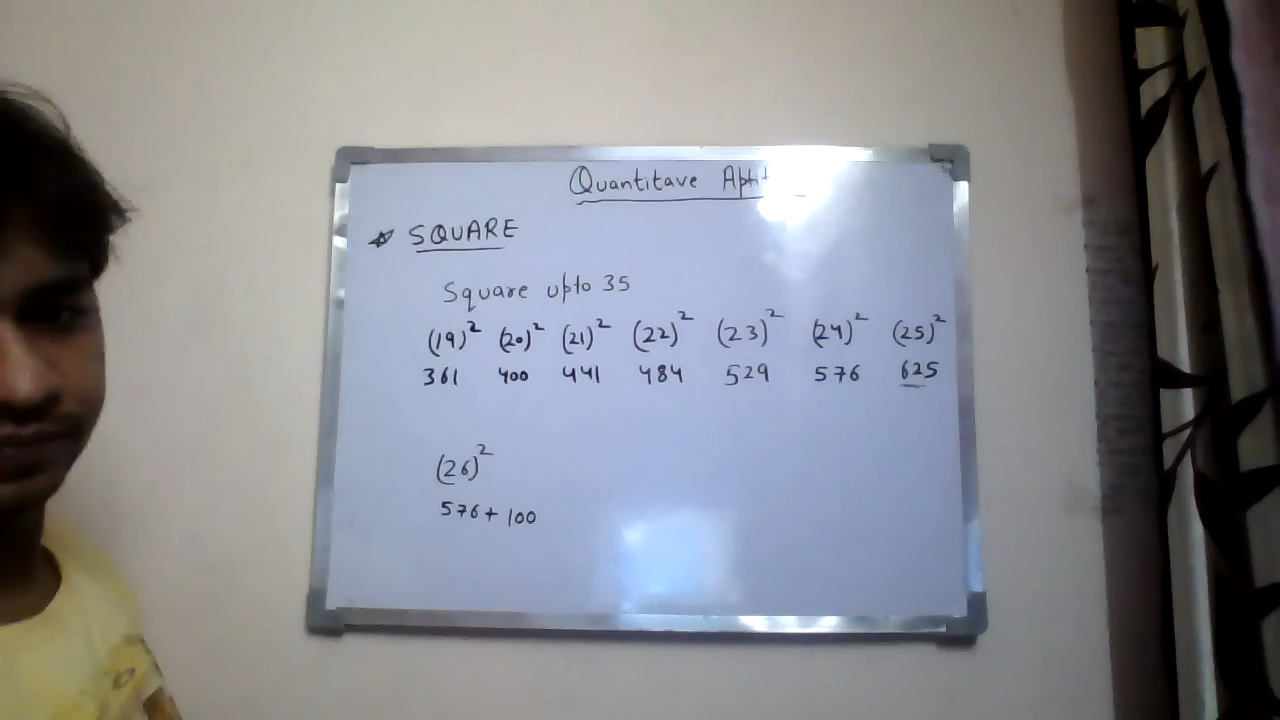 Quantitave Aptit
SQUARE
Square upto 35
(19)² (20)² (21)² (22)² (23)² (24)² (25)²
361 400 441 484 529 576 625
(26)²
576 + 100